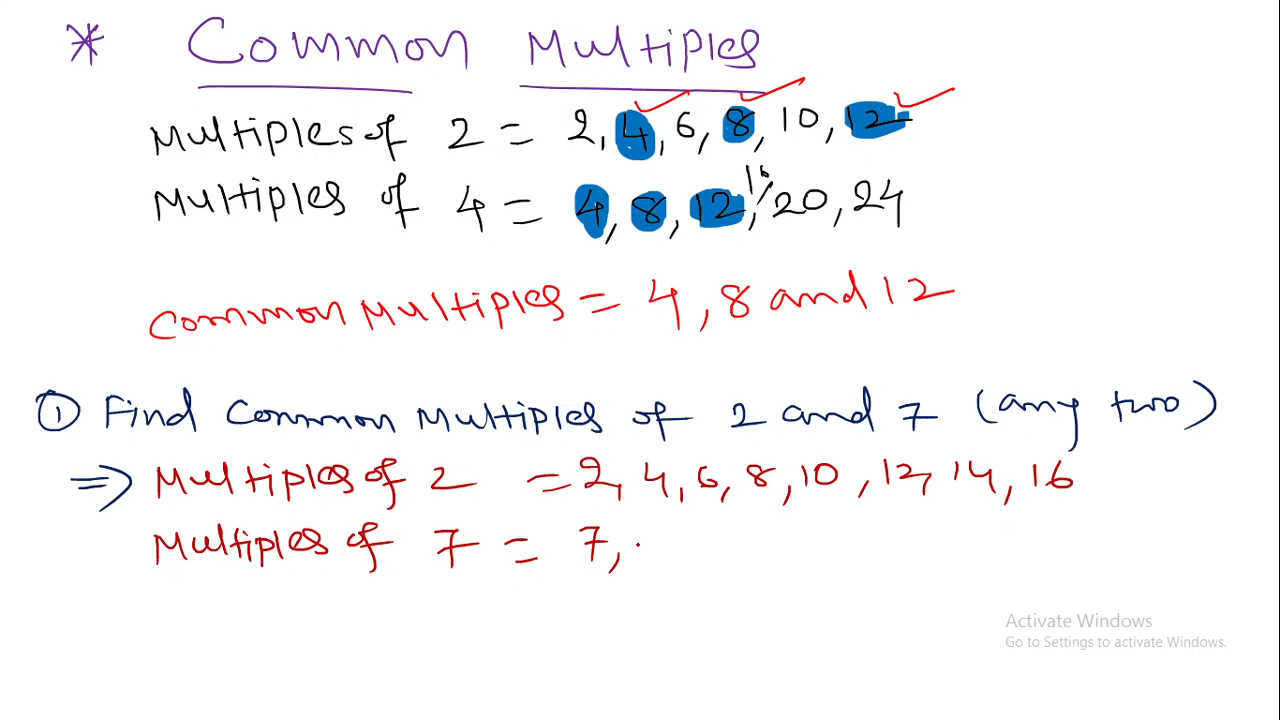 * Common Multiples
Multiples of 2 = 2, 4, 6, 8, 10, 12
Multiples of 4 = 4, 8, 12, 16, 20, 24
Common Multiples = 4, 8 and 12
① Find Common Multiples of 2 and 7 (any two)
⇒ Multiples of 2 = 2, 4, 6, 8, 10, 12, 14, 16
Multiples of 7 = 7,
Activate Windows
Go to Settings to activate Windows.